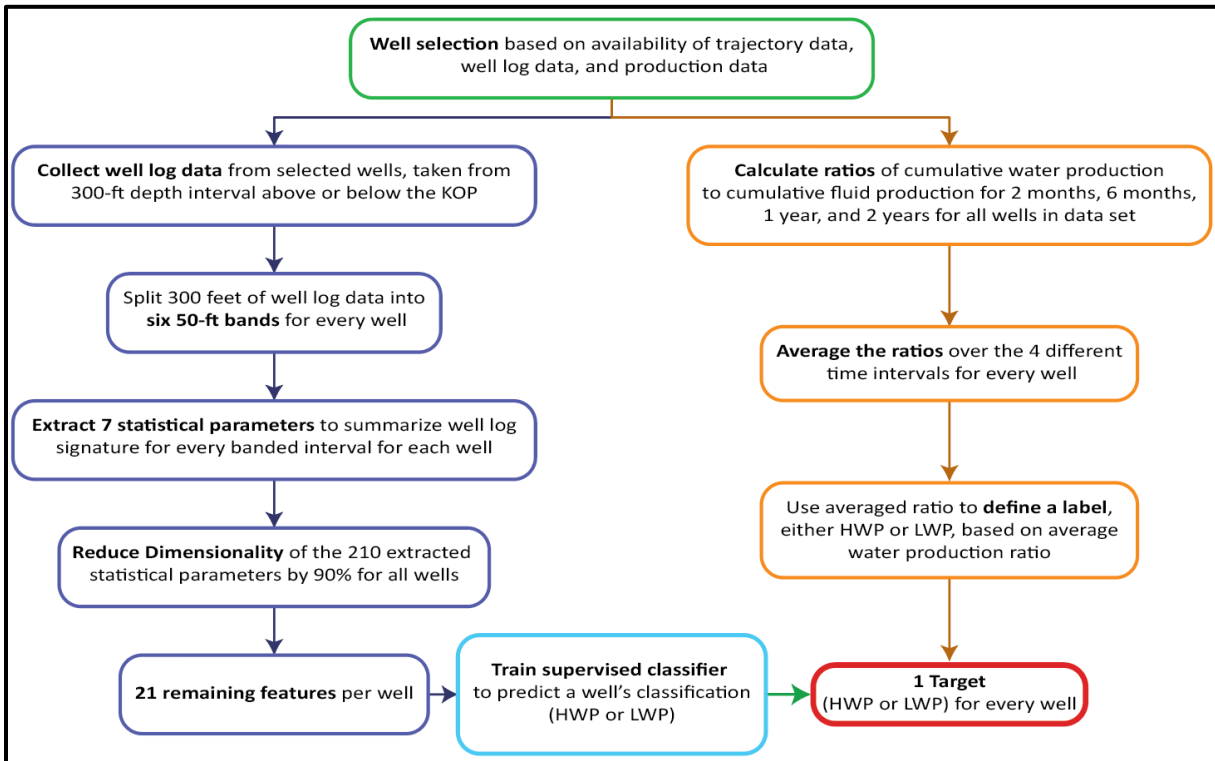 Well selection based on availability of trajectory data,
well log data, and production data
Collect well log data from selected wells, taken from
300-ft depth interval above or below the KOP
Split 300 feet of well log data into
six 50-ft bands for every well
Extract 7 statistical parameters to summarize well log
signature for every banded interval for each well
Reduce Dimensionality of the 210 extracted
statistical parameters by 90% for all wells
21 remaining features per well
Train supervised classifier
to predict a well's classification
(HWP or LWP)
Calculate ratios of cumulative water production
to cumulative fluid production for 2 months, 6 months,
1 year, and 2 years for all wells in data set
Average the ratios over the 4 different
time intervals for every well
Use averaged ratio to define a label,
either HWP or LWP, based on average
water production ratio
1 Target
(HWP or LWP) for every well